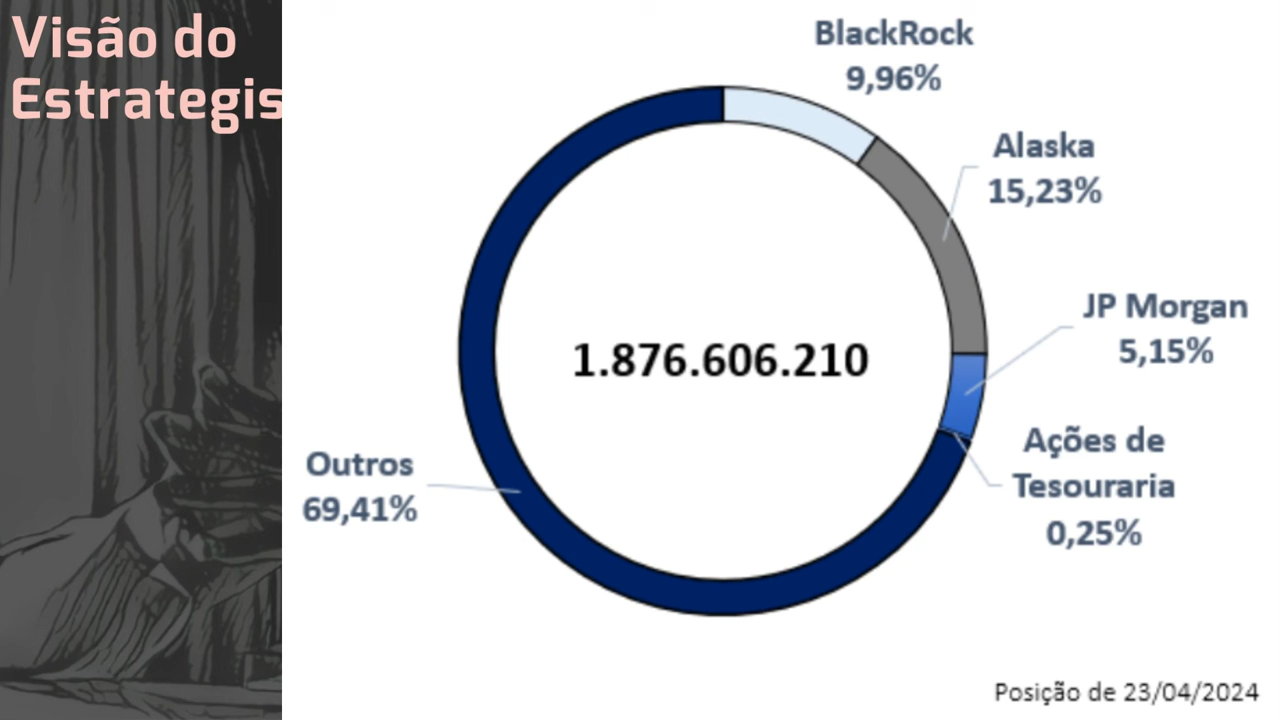 Visão do
Estrategis
BlackRock
9,96%
Alaska
15,23%
JP Morgan
5,15%
1.876.606.210
Ações de
Tesouraria
0,25%
Outros
69,41%
Posição de 23/04/2024